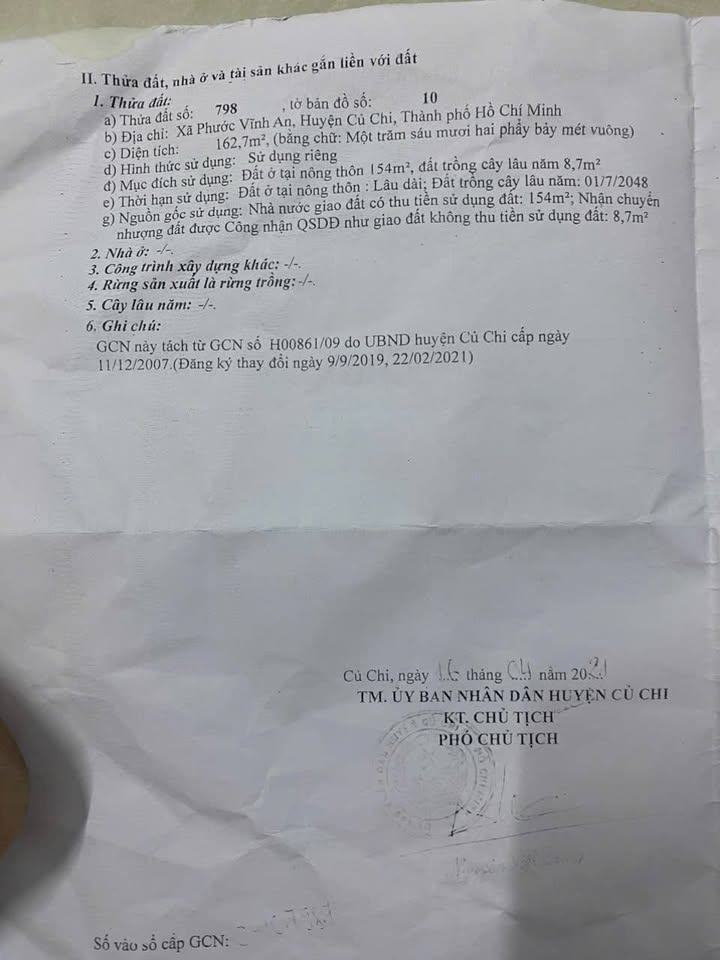 II. Thửa đất, nhà ở và tài sản khác gắn liền với đất
1. Thửa đất:
a) Thửa đất số: 798 , tờ bản đồ số: 10
b) Địa chỉ: Xã Phước Vĩnh An, Huyện Củ Chi, Thành phố Hồ Chí Minh
c) Diện tích: 162,7m², (bằng chữ: Một trăm sáu mươi hai phẩy bảy mét vuông)
d) Hình thức sử dụng: Sử dụng riêng
đ) Mục đích sử dụng: Đất ở tại nông thôn 154m², đất trồng cây lâu năm 8,7m²
e) Thời hạn sử dụng: Đất ở tại nông thôn : Lâu dài; Đất trồng cây lâu năm: 01/7/2048
g) Nguồn gốc sử dụng: Nhà nước giao đất có thu tiền sử dụng đất: 154m²; Nhận chuyển
nhượng đất được Công nhận QSDĐ như giao đất không thu tiền sử dụng đất: 8,7m²
2. Nhà ở: -/-.
3. Công trình xây dựng khác: -/-.
4. Rừng sản xuất là rừng trồng: -/-.
5. Cây lâu năm: -/-.
6. Ghi chú:
GCN này tách từ GCN số H00861/09 do UBND huyện Củ Chi cấp ngày
11/12/2007.(Đăng ký thay đổi ngày 9/9/2019, 22/02/2021)
Củ Chi, ngày 16 tháng 04 năm 2021
TM. ỦY BAN NHÂN DÂN HUYỆN CỦ CHI
KT. CHỦ TỊCH
PHÓ CHỦ TỊCH
Số vào sổ cấp GCN: